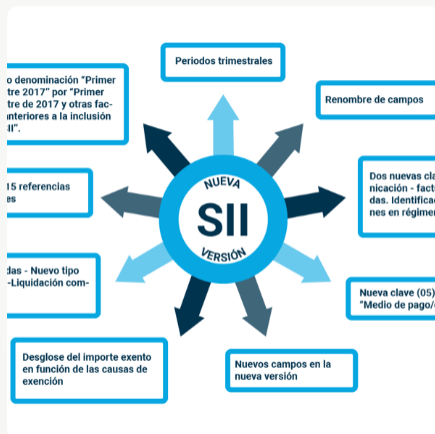 Periodos trimestrales
o denominación "Primer
tre 2017" por "Primer
tre de 2017 y otras fac-
anteriores a la inclusión
SII".
Renombre de campos
15 referencias
es
NUEVA
SII
VERSIÓN
Dos nuevas cla
nicación - fact
das. Identifica
nes en régime
das - Nuevo tipo
-Liquidación com-
Nueva clave (05)
"Medio de pago/
Desglose del importe exento
en función de las causas de
exención
Nuevos campos en la
nueva versión